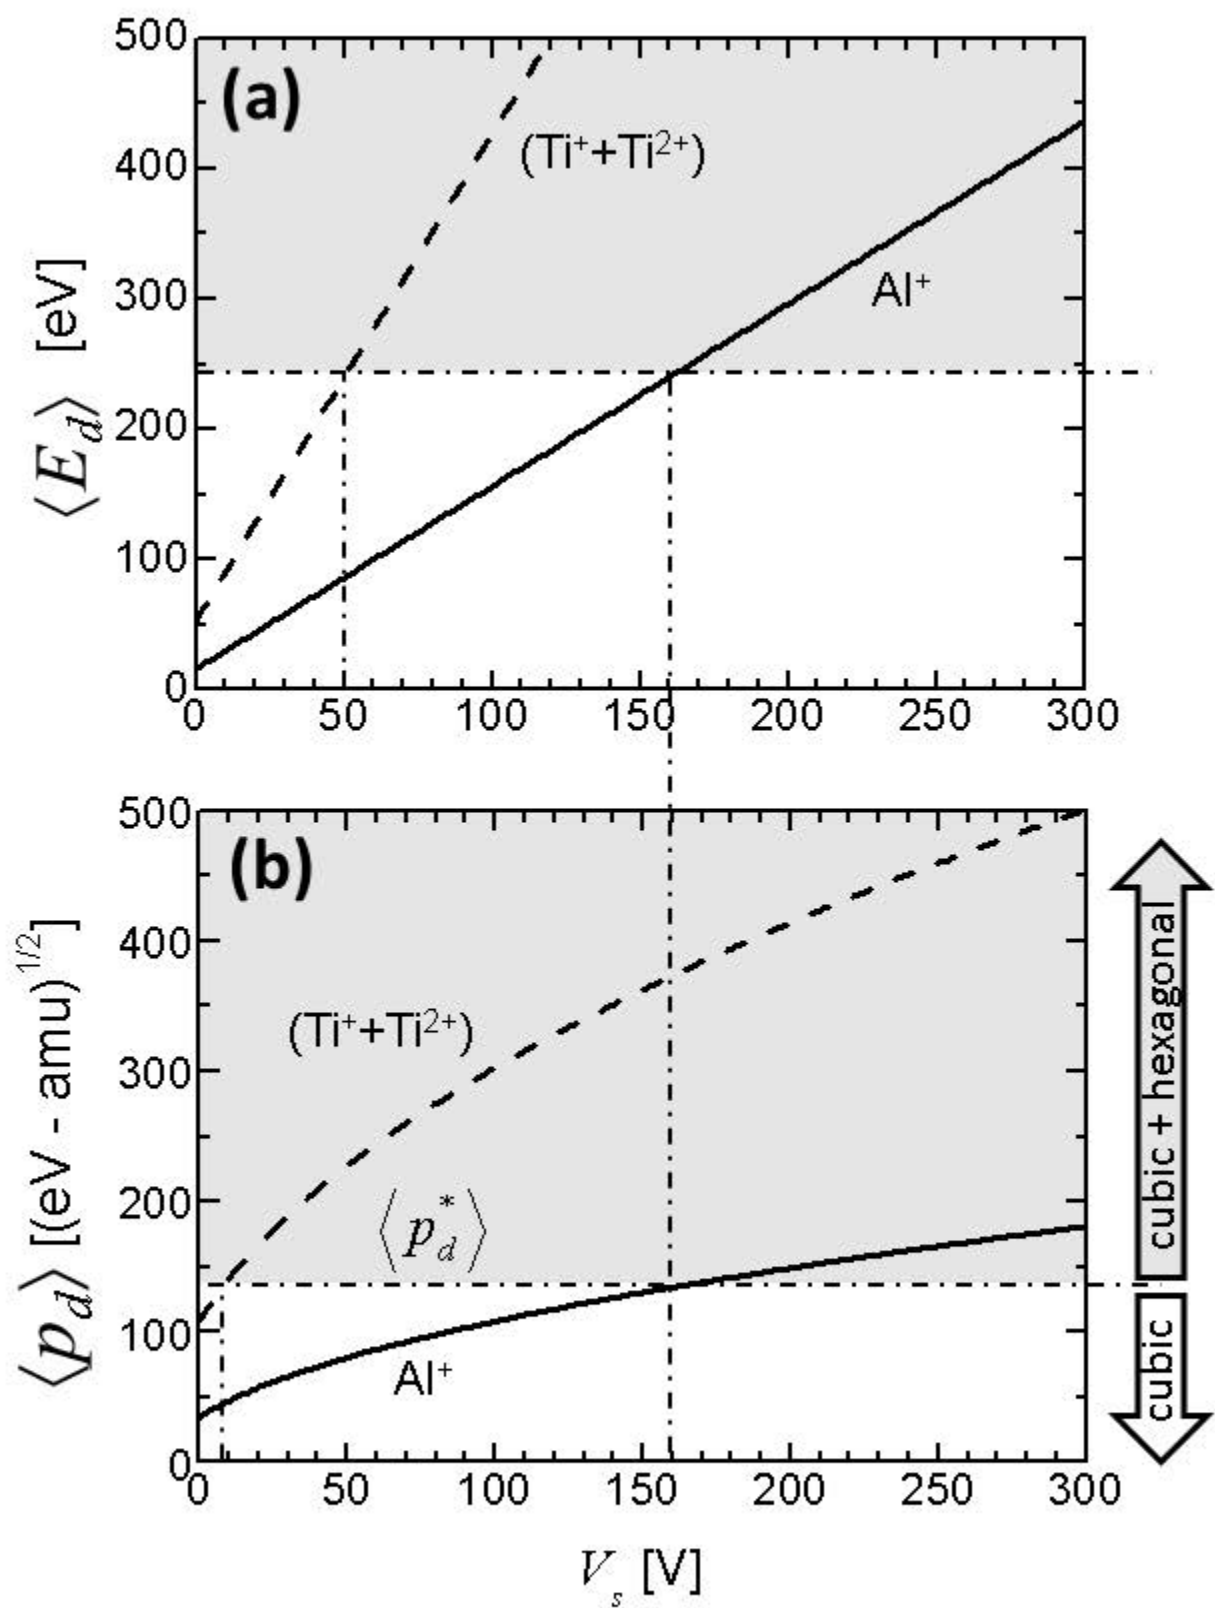 500
400
300
200
100
0
(a)
(Ti⁺+Ti²⁺)
Al⁺
⟨E_d⟩ [eV]
0 50 100 150 200 250 300
500
400
300
200
100
0
(b)
(Ti⁺+Ti²⁺)
⟨p_d^*⟩
Al⁺
⟨p_d⟩ [(eV - amu)^1/2]
cubic + hexagonal
cubic
0 50 100 150 200 250 300
V_s [V]